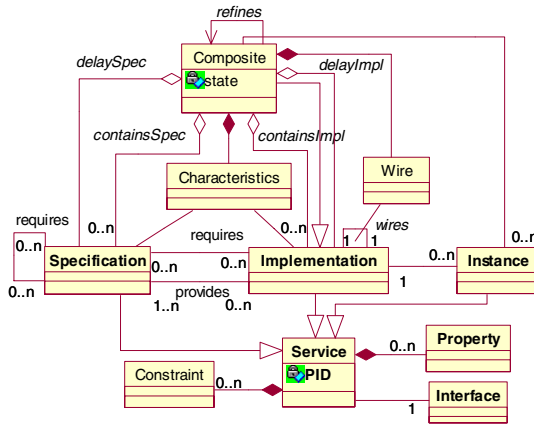 refines
Composite
state
delaySpec
delayImpl
containsSpec
containsImpl
Characteristics
Wire
wires
requires
0..n
0..n
0..n
1
1
0..n
0..n
requires
Specification
Implementation
Instance
0..n
0..n
0..n
1
0..n
provides
1..n
0..n
Service
PID
Property
0..n
Constraint
0..n
Interface
1